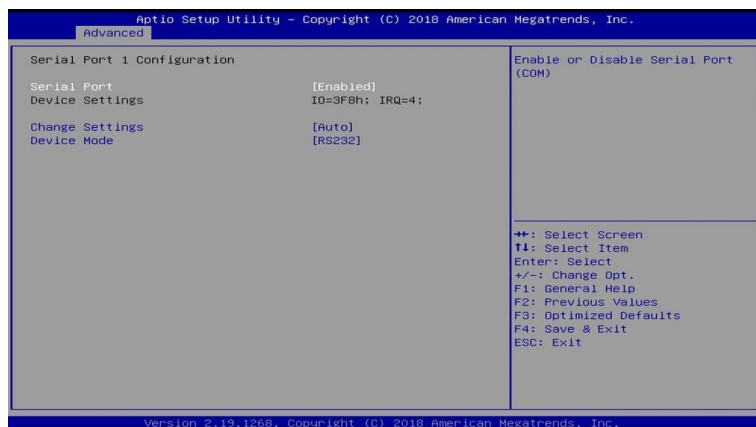 Aptio Setup Utility – Copyright (C) 2018 American Megatrends, Inc.
Advanced
Serial Port 1 Configuration
Serial Port [Enabled]
Device Settings IO=3F8h; IRQ=4;
Change Settings [Auto]
Device Mode [RS232]
Enable or Disable Serial Port
(COM)
→←: Select Screen
↑↓: Select Item
Enter: Select
+/-: Change Opt.
F1: General Help
F2: Previous Values
F3: Optimized Defaults
F4: Save & Exit
ESC: Exit
Version 2.19.1268. Copyright (C) 2018 American Megatrends, Inc.